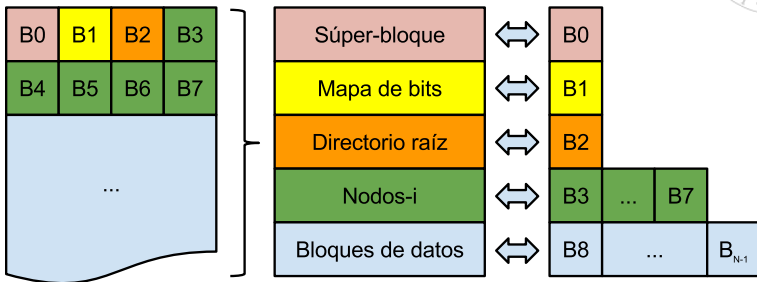 B0 B1 B2 B3
B4 B5 B6 B7
...
Súper-bloque
Mapa de bits
Directorio raíz
Nodos-i
Bloques de datos
B0
B1
B2
B3 ... B7
B8 ... BN-1